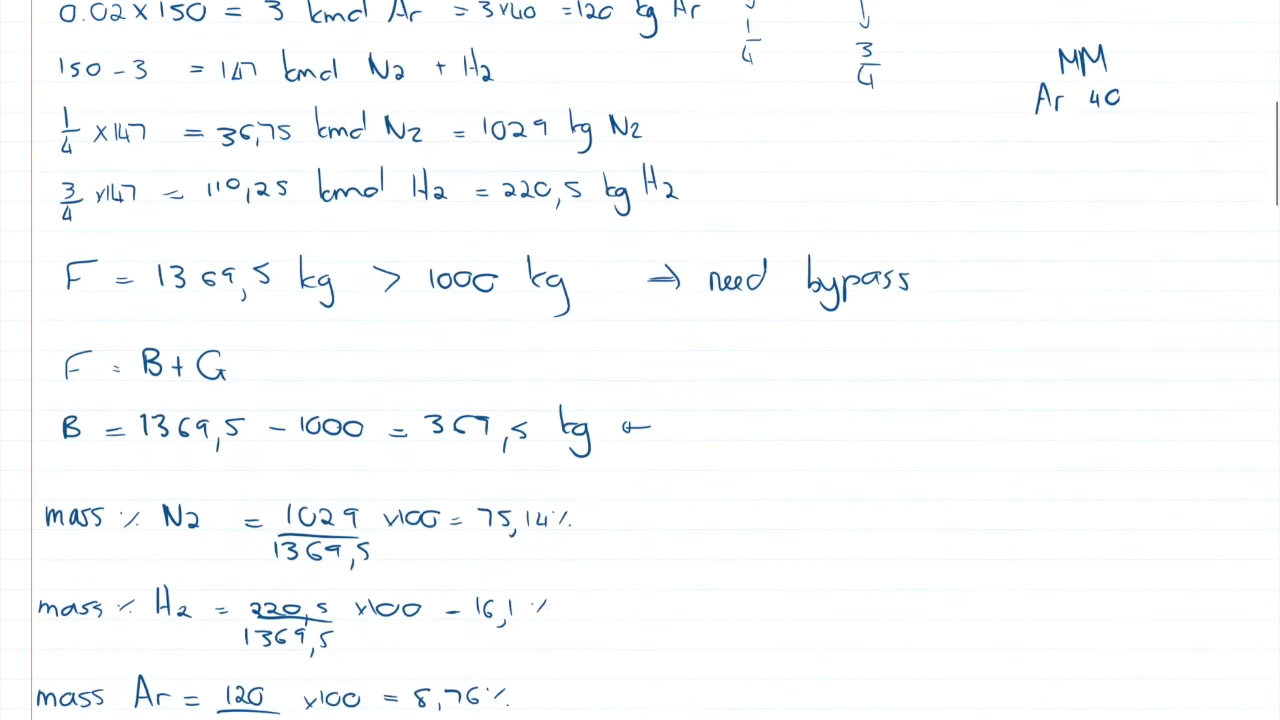 0.02 x 150 = 3 kmol Ar = 3 x 40 = 120 kg Ar
1/4
3/4
150 - 3 = 147 kmol N2 + H2
MM
Ar 40
1/4 x 147 = 36,75 kmol N2 = 1029 kg N2
3/4 x 147 = 110,25 kmol H2 = 220,5 kg H2
F = 1369,5 kg > 1000 kg → need bypass
F = B + G
B = 1369,5 - 1000 = 369,5 kg ←
mass % N2 = 1029/1369,5 x100 = 75,14%
mass % H2 = 220,5/1369,5 x100 - 16,1 %
mass Ar = 120 x100 = 8,76%